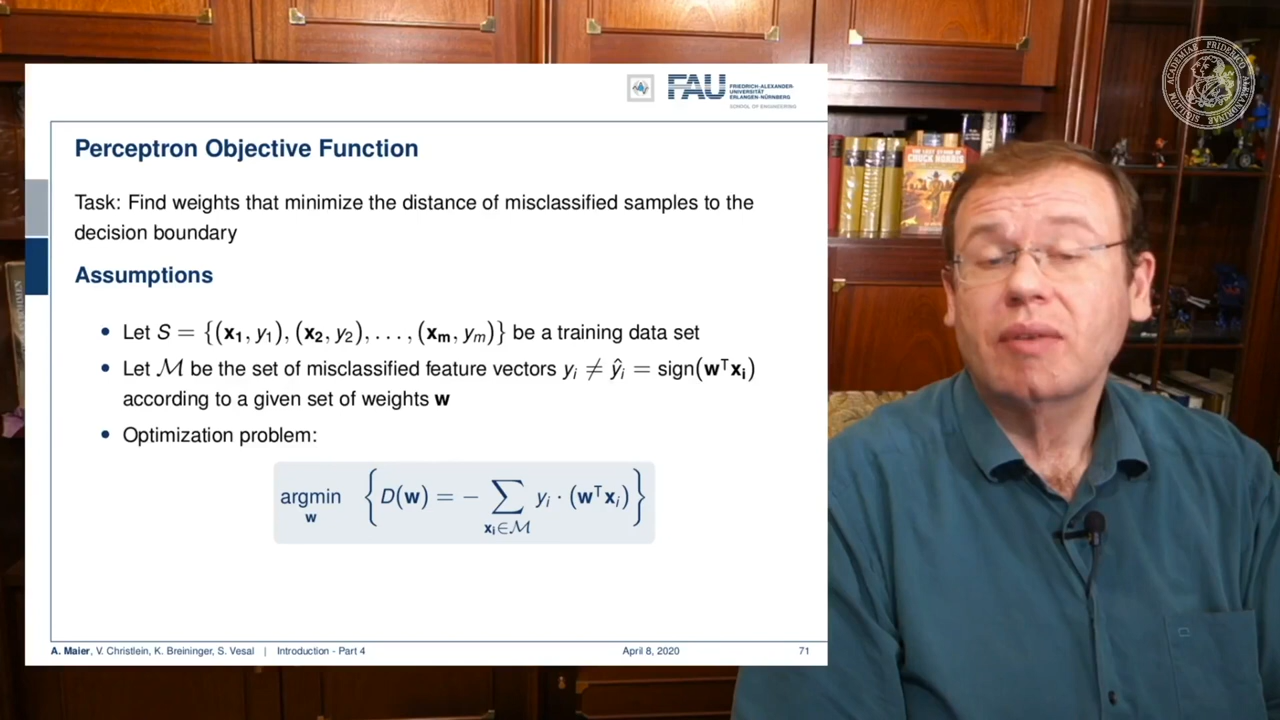 FAU
FRIEDRICH-ALEXANDER-
UNIVERSITÄT
ERLANGEN-NÜRNBERG
SCHOOL OF ENGINEERING
Perceptron Objective Function
Task: Find weights that minimize the distance of misclassified samples to the
decision boundary
Assumptions
• Let S = {(x₁, y₁), (x₂, y₂), . . . , (xₘ, yₘ)} be a training data set
• Let ℳ be the set of misclassified feature vectors yᵢ ≠ ŷᵢ = sign(wᵀxᵢ)
according to a given set of weights w
• Optimization problem:
argmin { D(w) = − ∑ yᵢ · (wᵀxᵢ) }
w xᵢ∈ℳ
A. Maier, V. Christlein, K. Breininger, S. Vesal | Introduction - Part 4 April 8, 2020 71
CHUCK NORRIS